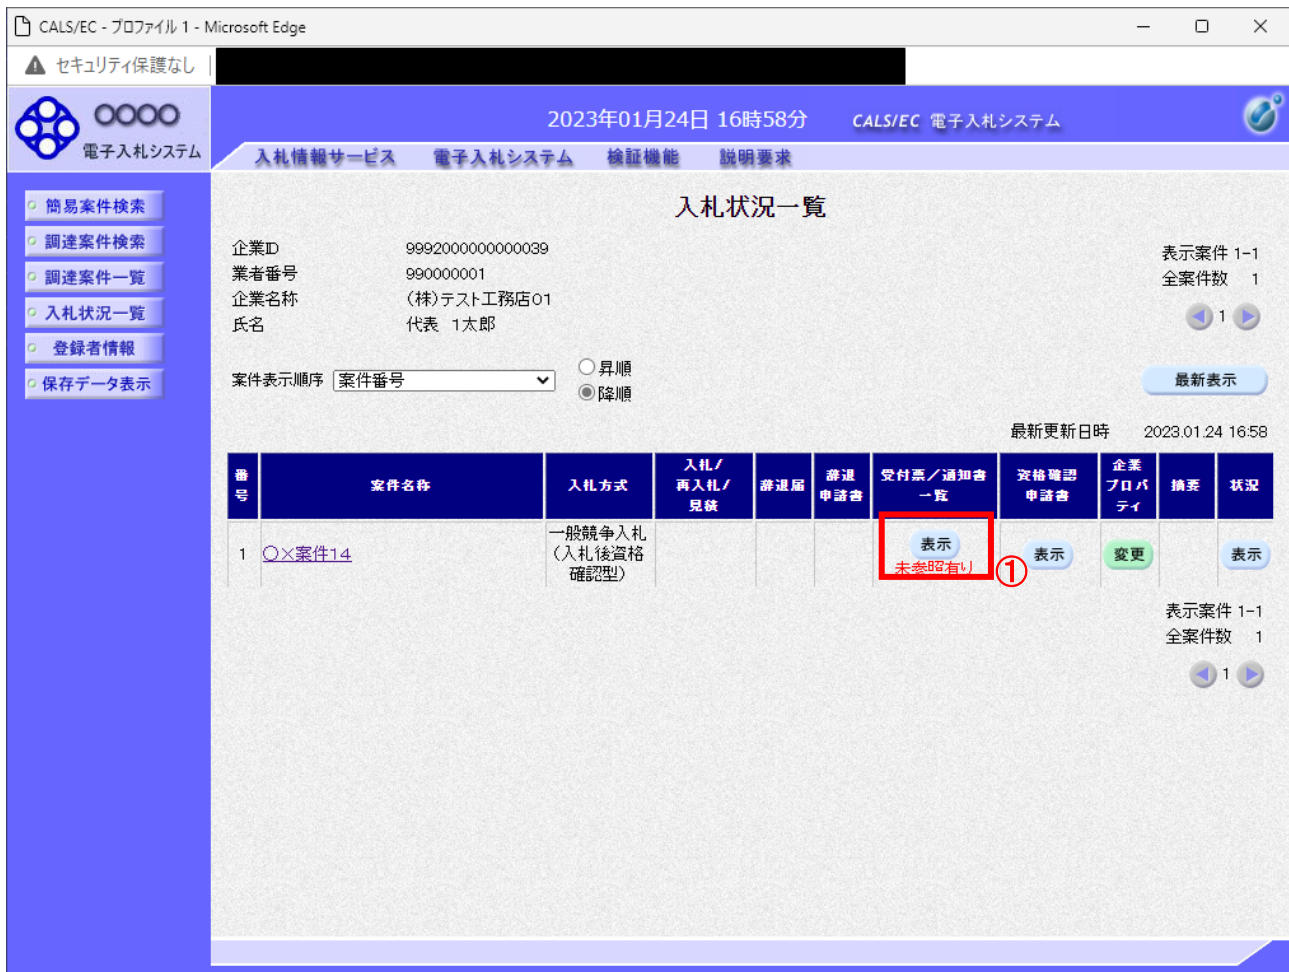 CALS/EC - プロファイル 1 - Microsoft Edge
セキュリティ保護なし
〇〇〇〇
電子入札システム
2023年01月24日 16時58分
CALS/EC 電子入札システム
入札情報サービス 電子入札システム 検証機能 説明要求
簡易案件検索
調達案件検索
調達案件一覧
入札状況一覧
登録者情報
保存データ表示
入札状況一覧
企業ID 9992000000000039
業者番号 990000001
企業名称 (株)テスト工務店01
氏名 代表 1太郎
表示案件 1-1
全案件数 1
1
案件表示順序 案件番号
昇順
降順
最新表示
最新更新日時 2023.01.24 16:58
番号 案件名称 入札方式 入札/再入札/見積 辞退届 辞退申請書 受付票/通知書一覧 資格確認申請書 企業プロパティ 摘要 状況
1 〇×案件14 一般競争入札(入札後資格確認型) 表示 未参照有り 表示 変更 表示
①
表示案件 1-1
全案件数 1
1